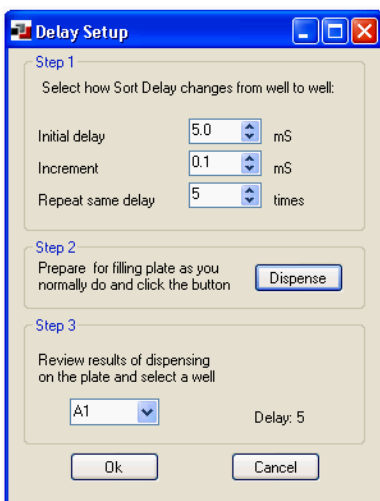 Delay Setup
Step 1
Select how Sort Delay changes from well to well:
Initial delay 5.0 mS
Increment 0.1 mS
Repeat same delay 5 times
Step 2
Prepare for filling plate as you
normally do and click the button
Dispense
Step 3
Review results of dispensing
on the plate and select a well
A1 Delay: 5
Ok Cancel